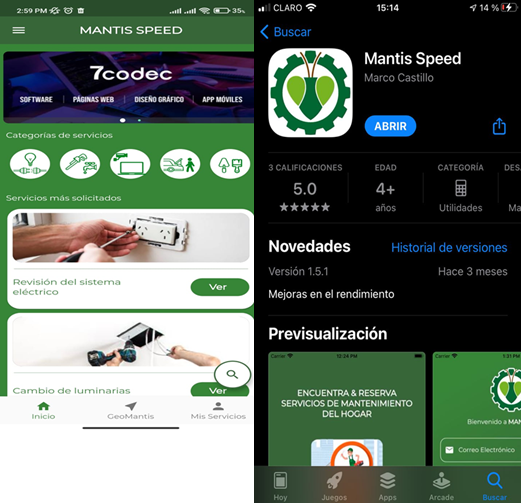 2:59 PM
35%
MANTIS SPEED
7codec
SOFTWARE | PÁGINAS WEB | DISEÑO GRÁFICO | APP MÓVILES
Categorías de servicios
Servicios más solicitados
Revisión del sistema
eléctrico
Ver
Cambio de luminarias
Ver
Inicio
GeoMantis
Mis Servicios
CLARO
15:14
14 %
Buscar
Mantis Speed
Marco Castillo
ABRIR
3 CALIFICACIONES
5.0
EDAD
4+
años
CATEGORÍA
Utilidades
DES.
Ma
Novedades
Historial de versiones
Versión 1.5.1
Hace 3 meses
Mejoras en el rendimiento
Previsualización
Carrier
12:24 PM
ENCUENTRA & RESERVA
SERVICIOS DE MANTENIMIENTO
DEL HOGAR
Carrier
1:31 PM
Bienvenido a MAN
Correo Electrónico
Hoy
Juegos
Apps
Arcade
Buscar